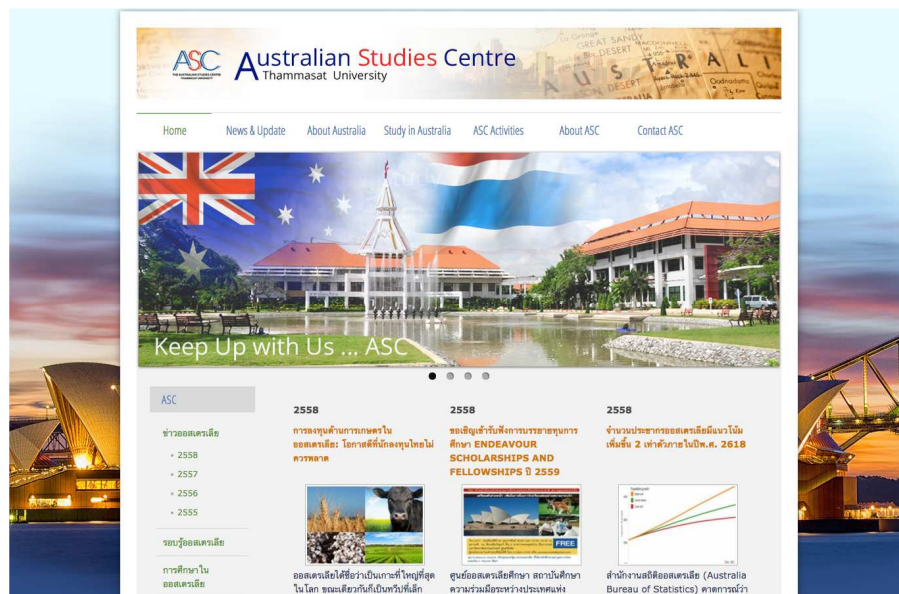 ASC
THE AUSTRALIAN STUDIES CENTRE
THAMMASAT UNIVERSITY
Australian Studies Centre
Thammasat University
GREAT SANDY
DESERT
AUSTRALIA
Oodnadatta
DESERT
Home
News & Update
About Australia
Study in Australia
ASC Activities
About ASC
Contact ASC
Keep Up with Us ... ASC
ASC
ข่าวออสเตรเลีย
2558
2557
2556
2555
รอบรู้ออสเตรเลีย
การศึกษาใน
ออสเตรเลีย
2558
การลงทุนด้านการเกษตรใน
ออสเตรเลีย: โอกาสดีที่นักลงทุนไทยไม่
ควรพลาด
ออสเตรเลียได้ชื่อว่าเป็นเกาะที่ใหญ่ที่สุด
ในโลก ขณะเดียวกันก็เป็นทวีปที่เล็ก
2558
ขอเชิญเข้ารับฟังการบรรยายทุนการ
ศึกษา ENDEAVOUR
SCHOLARSHIPS AND
FELLOWSHIPS ปี 2559
FREE
ศูนย์ออสเตรเลียศึกษา สถาบันศึกษา
ความร่วมมือระหว่างประเทศแห่ง
2558
จำนวนประชากรออสเตรเลียมีแนวโน้ม
เพิ่มขึ้น 2 เท่าตัวภายในปีพ.ศ. 2618
สำนักงานสถิติออสเตรเลีย (Australia
Bureau of Statistics) คาดการณ์ว่า